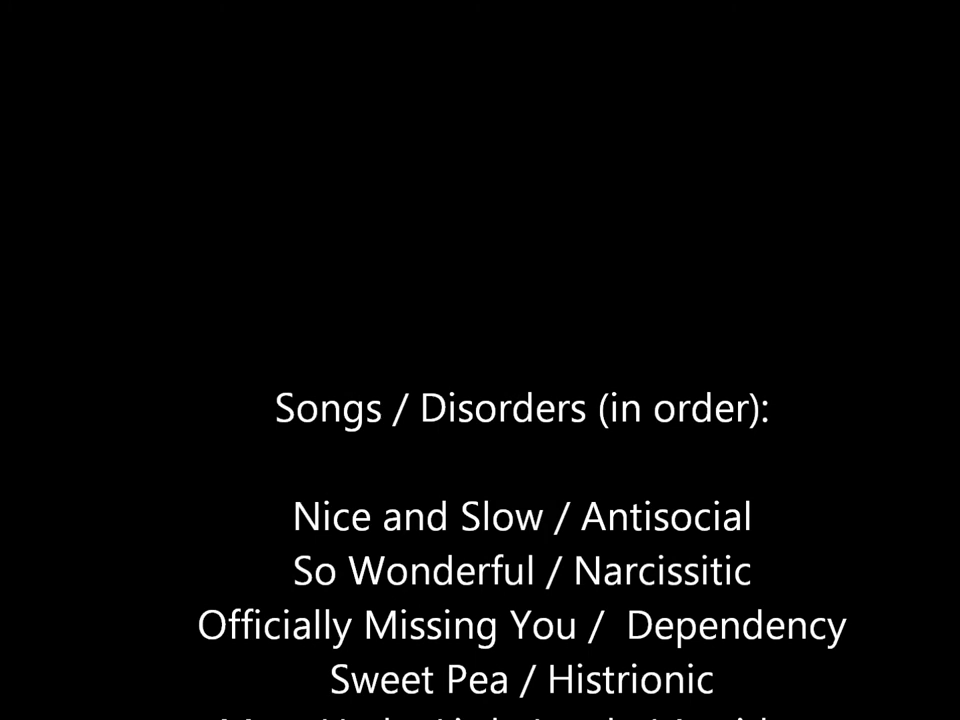 Songs / Disorders (in order):
Nice and Slow / Antisocial
So Wonderful / Narcissitic
Officially Missing You / Dependency
Sweet Pea / Histrionic